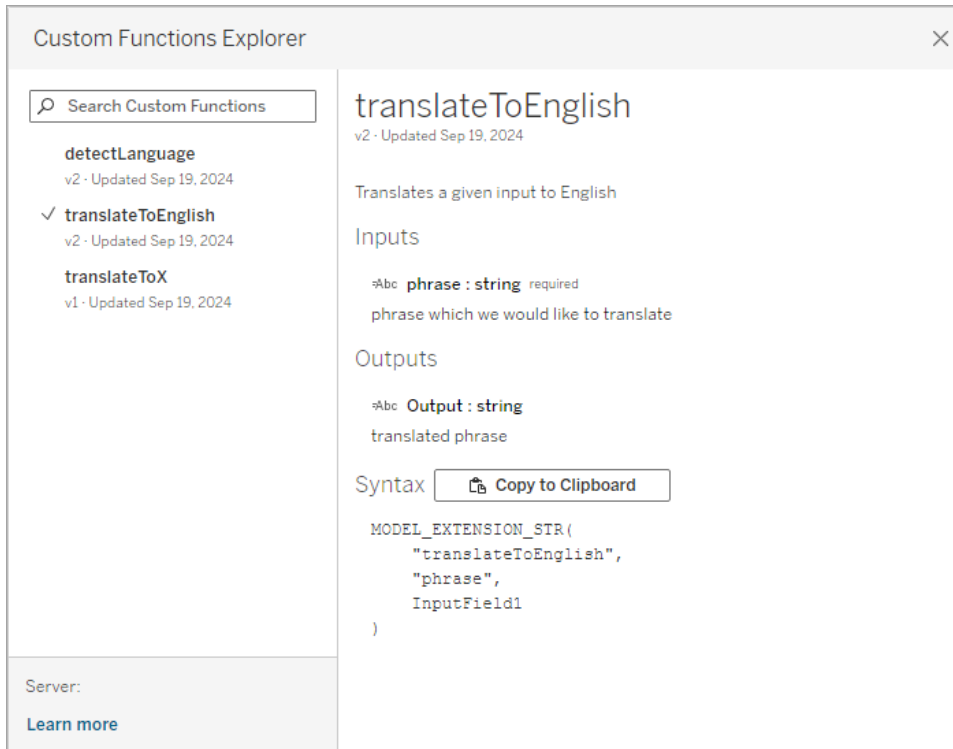 Custom Functions Explorer
Search Custom Functions
detectLanguage
v2 · Updated Sep 19, 2024
translateToEnglish
v2 · Updated Sep 19, 2024
translateToX
v1 · Updated Sep 19, 2024
Server:
Learn more
translateToEnglish
v2 · Updated Sep 19, 2024
Translates a given input to English
Inputs
=Abc phrase : string required
phrase which we would like to translate
Outputs
=Abc Output : string
translated phrase
Syntax Copy to Clipboard
MODEL_EXTENSION_STR(
    "translateToEnglish",
    "phrase",
    InputField1
)